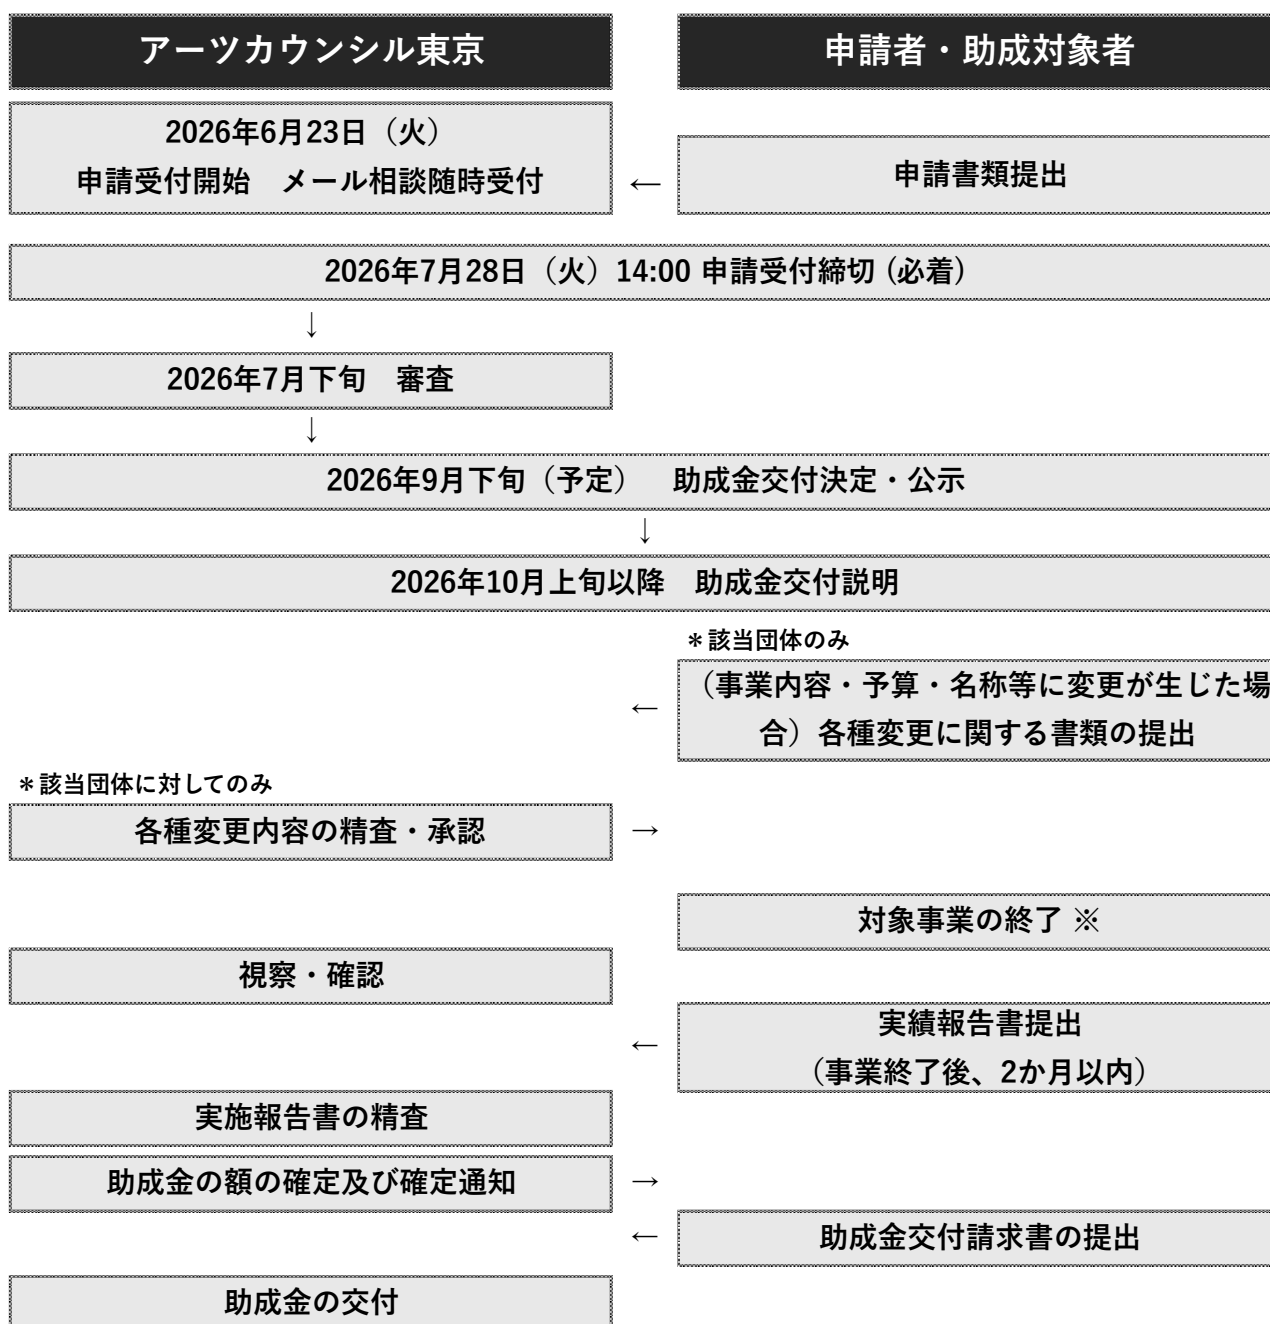 アーツカウンシル東京
申請者・助成対象者
2026年6月23日（火）
申請受付開始　メール相談随時受付
←
申請書類提出
2026年7月28日（火）14:00 申請受付締切 (必着)
↓
2026年7月下旬　審査
↓
2026年9月下旬（予定）　助成金交付決定・公示
↓
2026年10月上旬以降　助成金交付説明
＊該当団体のみ
←
（事業内容・予算・名称等に変更が生じた場
合）各種変更に関する書類の提出
＊該当団体に対してのみ
各種変更内容の精査・承認
→
対象事業の終了 ※
視察・確認
←
実績報告書提出
（事業終了後、2か月以内）
実施報告書の精査
助成金の額の確定及び確定通知
→
←
助成金交付請求書の提出
助成金の交付